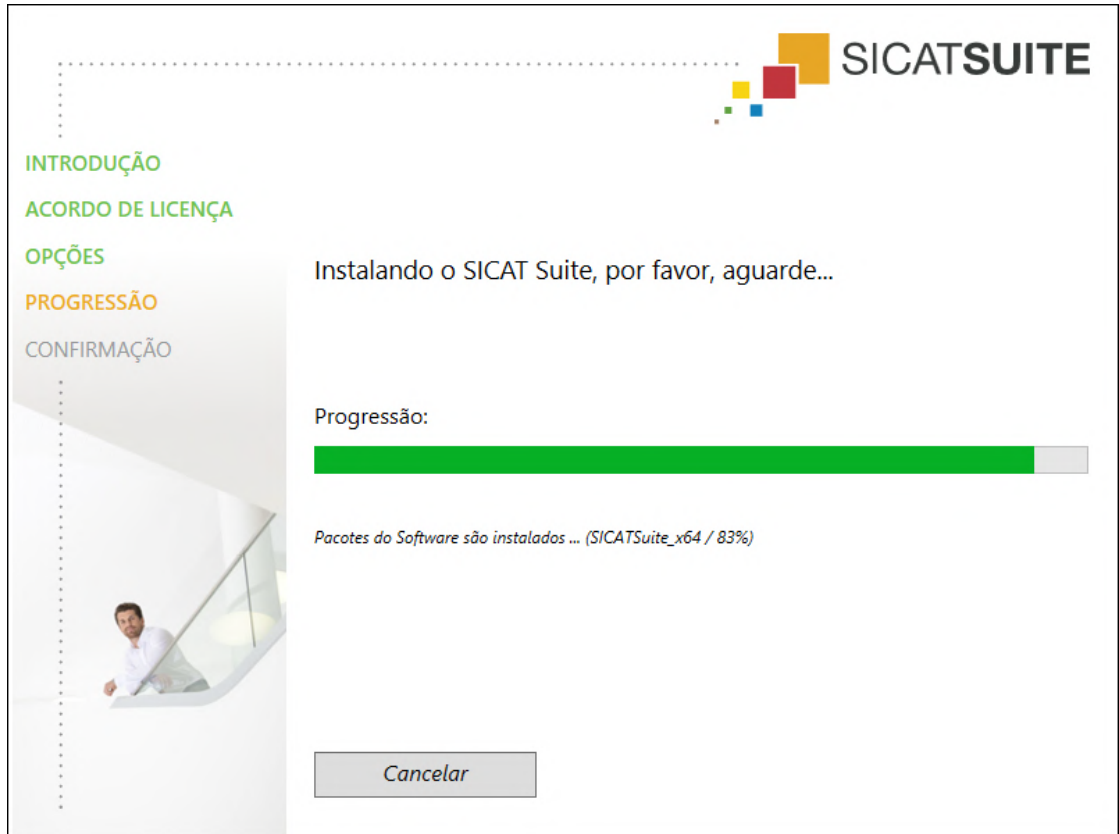 SICATSUITE
INTRODUÇÃO
ACORDO DE LICENÇA
OPÇÕES
PROGRESSÃO
CONFIRMAÇÃO
Instalando o SICAT Suite, por favor, aguarde...
Progressão:
Pacotes do Software são instalados ... (SICATSuite_x64 / 83%)
Cancelar